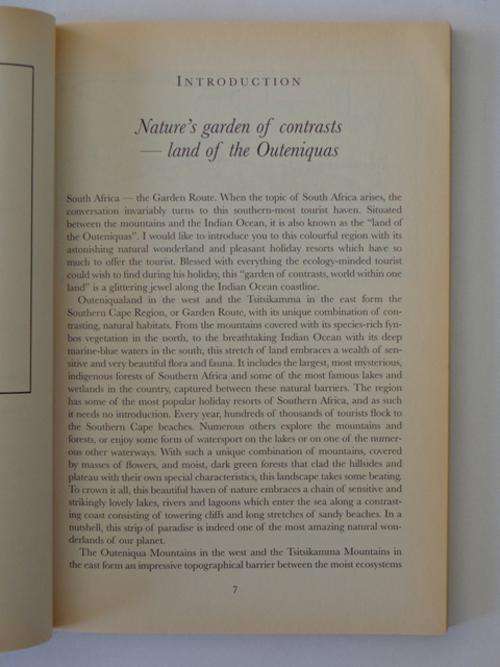 INTRODUCTION
Nature's garden of contrasts
— land of the Outeniquas
South Africa — the Garden Route. When the topic of South Africa arises, the
conversation invariably turns to this southern-most tourist haven. Situated
between the mountains and the Indian Ocean, it is also known as the "land of
the Outeniquas". I would like to introduce you to this colourful region with its
astonishing natural wonderland and pleasant holiday resorts which have so
much to offer the tourist. Blessed with everything the ecology-minded tourist
could wish to find during his holiday, this "garden of contrasts, world within one
land" is a glittering jewel along the Indian Ocean coastline.
Outeniqualand in the west and the Tsitsikamma in the east form the
Southern Cape Region, or Garden Route, with its unique combination of con-
trasting, natural habitats. From the mountains covered with its species-rich fyn-
bos vegetation in the north, to the breathtaking Indian Ocean with its deep
marine-blue waters in the south; this stretch of land embraces a wealth of sen-
sitive and very beautiful flora and fauna. It includes the largest, most mysterious,
indigenous forests of Southern Africa and some of the most famous lakes and
wetlands in the country, captured between these natural barriers. The region
has some of the most popular holiday resorts of Southern Africa, and as such
it needs no introduction. Every year, hundreds of thousands of tourists flock to
the Southern Cape beaches. Numerous others explore the mountains and
forests, or enjoy some form of watersport on the lakes or on one of the numer-
ous other waterways. With such a unique combination of mountains, covered
by masses of flowers, and moist, dark green forests that clad the hillsides and
plateau with their own special characteristics, this landscape takes some beating.
To crown it all, this beautiful haven of nature embraces a chain of sensitive and
strikingly lovely lakes, rivers and lagoons which enter the sea along a contrast-
ing coast consisting of towering cliffs and long stretches of sandy beaches. In a
nutshell, this strip of paradise is indeed one of the most amazing natural won-
derlands of our planet.
The Outeniqua Mountains in the west and the Tsitsikamma Mountains in
the east form an impressive topographical barrier between the moist ecosystems
7